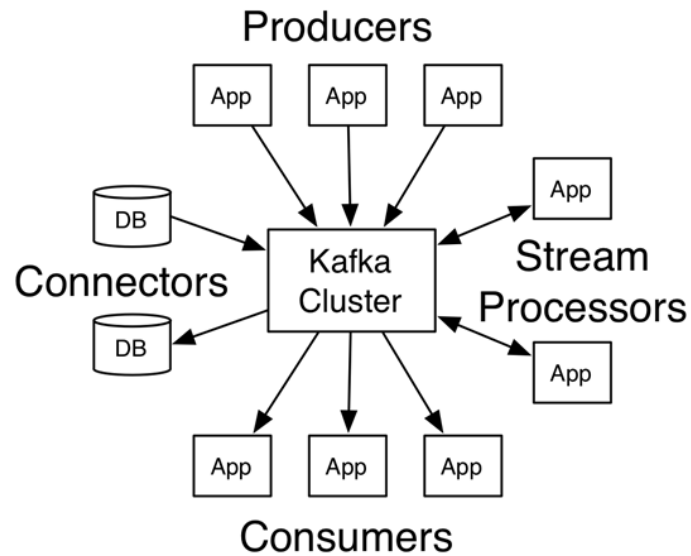 Producers
App
App
App
App
DB
Kafka
Cluster
Stream
Processors
Connectors
DB
App
App
App
App
Consumers